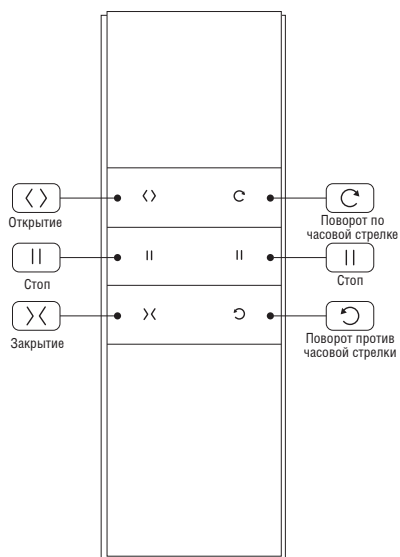 Открытие
Стоп
Закрытие
Поворот по
часовой стрелке
Стоп
Поворот против
часовой стрелки